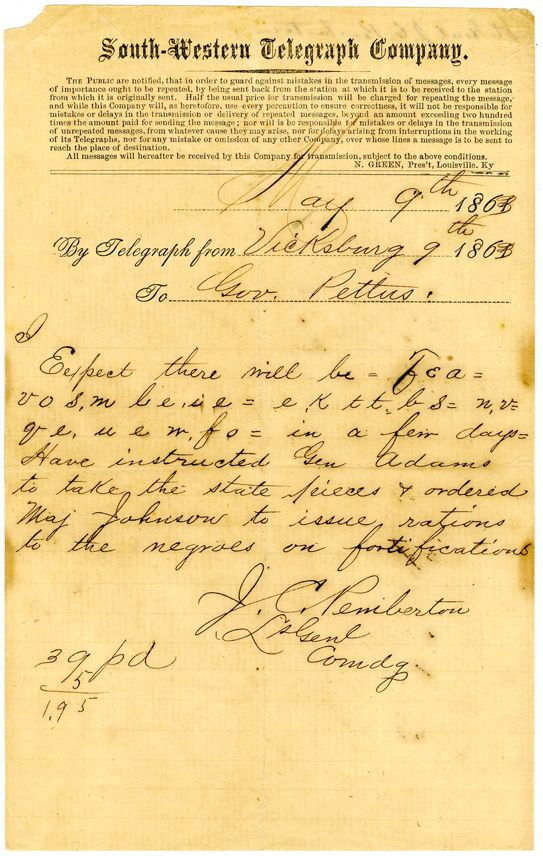 South-Western Telegraph Company.
THE PUBLIC are notified, that in order to guard against mistakes in the transmission of messages, every message
of importance ought to be repeated, by being sent back from the station at which it is to be received to the station
from which it is originally sent. Half the usual price for transmission will be charged for repeating the message,
and while this Company will, as heretofore, use every percaution to ensure correctness, it will not be responsible for
mistakes or delays in the transmission or delivery of repeated messages, beyond an amount exceeding two hundred
times the amount paid for sending the message; nor will is be responsible for mistakes or delays in the transmission
of unrepeated messages, from whatever cause they may arise, nor for delays arising from interruptions in the working
of its Telegraphs, nor for any mistake or omission of any other Company, over whose lines a message is to be sent to
reach the place of destination.
All messages will hereafter be received by this Company for transmission, subject to the above conditions.
N. GREEN, Pres't, Louisville. Ky
May 9th 1863
By Telegraph from Vicksburg 9th 1863
To Gov. Pettus.
I
Expect there will be =
= in a few days =
Have instructed Gen Adams
to take the state pieces & ordered
Maj Johnson to issue rations
to the negroes on fortifications
J. C. Pemberton
Lt Genl
Comdg
39 pd
5
1,95